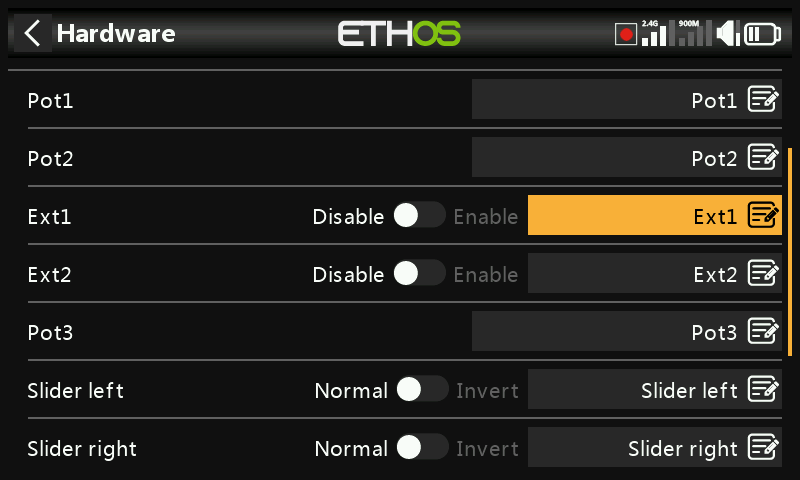 Hardware ETHOS 2.4G 900M
Pot1 Pot1
Pot2 Pot2
Ext1 Disable Enable Ext1
Ext2 Disable Enable Ext2
Pot3 Pot3
Slider left Normal Invert Slider left
Slider right Normal Invert Slider right